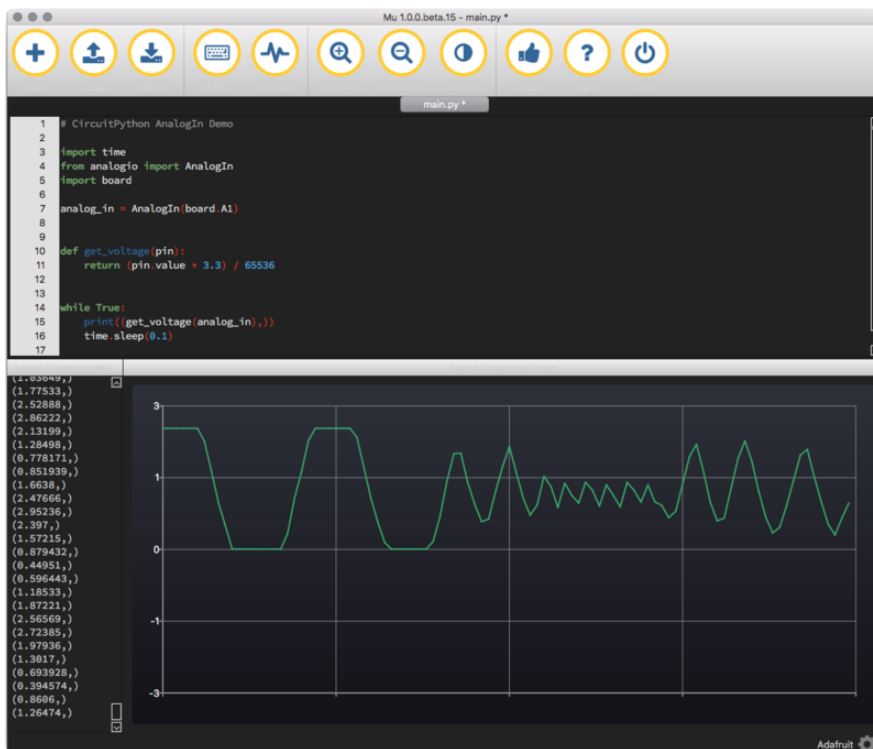 Mu 1.0.0.beta.15 - main.py *
main.py *
1 # CircuitPython AnalogIn Demo
2
3 import time
4 from analogio import AnalogIn
5 import board
6
7 analog_in = AnalogIn(board.A1)
8
9
10 def get_voltage(pin):
11 return (pin.value * 3.3) / 65536
12
13
14 while True:
15 print((get_voltage(analog_in),))
16 time.sleep(0.1)
17
(1.03649,)
(1.77533,)
(2.52888,)
(2.86222,)
(2.13199,)
(1.28498,)
(0.778171,)
(0.851939,)
(1.6638,)
(2.47666,)
(2.95236,)
(2.397,)
(1.57215,)
(0.879432,)
(0.44951,)
(0.596443,)
(1.18533,)
(1.87221,)
(2.56569,)
(2.72385,)
(1.97936,)
(1.3017,)
(0.693928,)
(0.394574,)
(0.8606,)
(1.26474,)
3
1
0
-1
-3
Adafruit